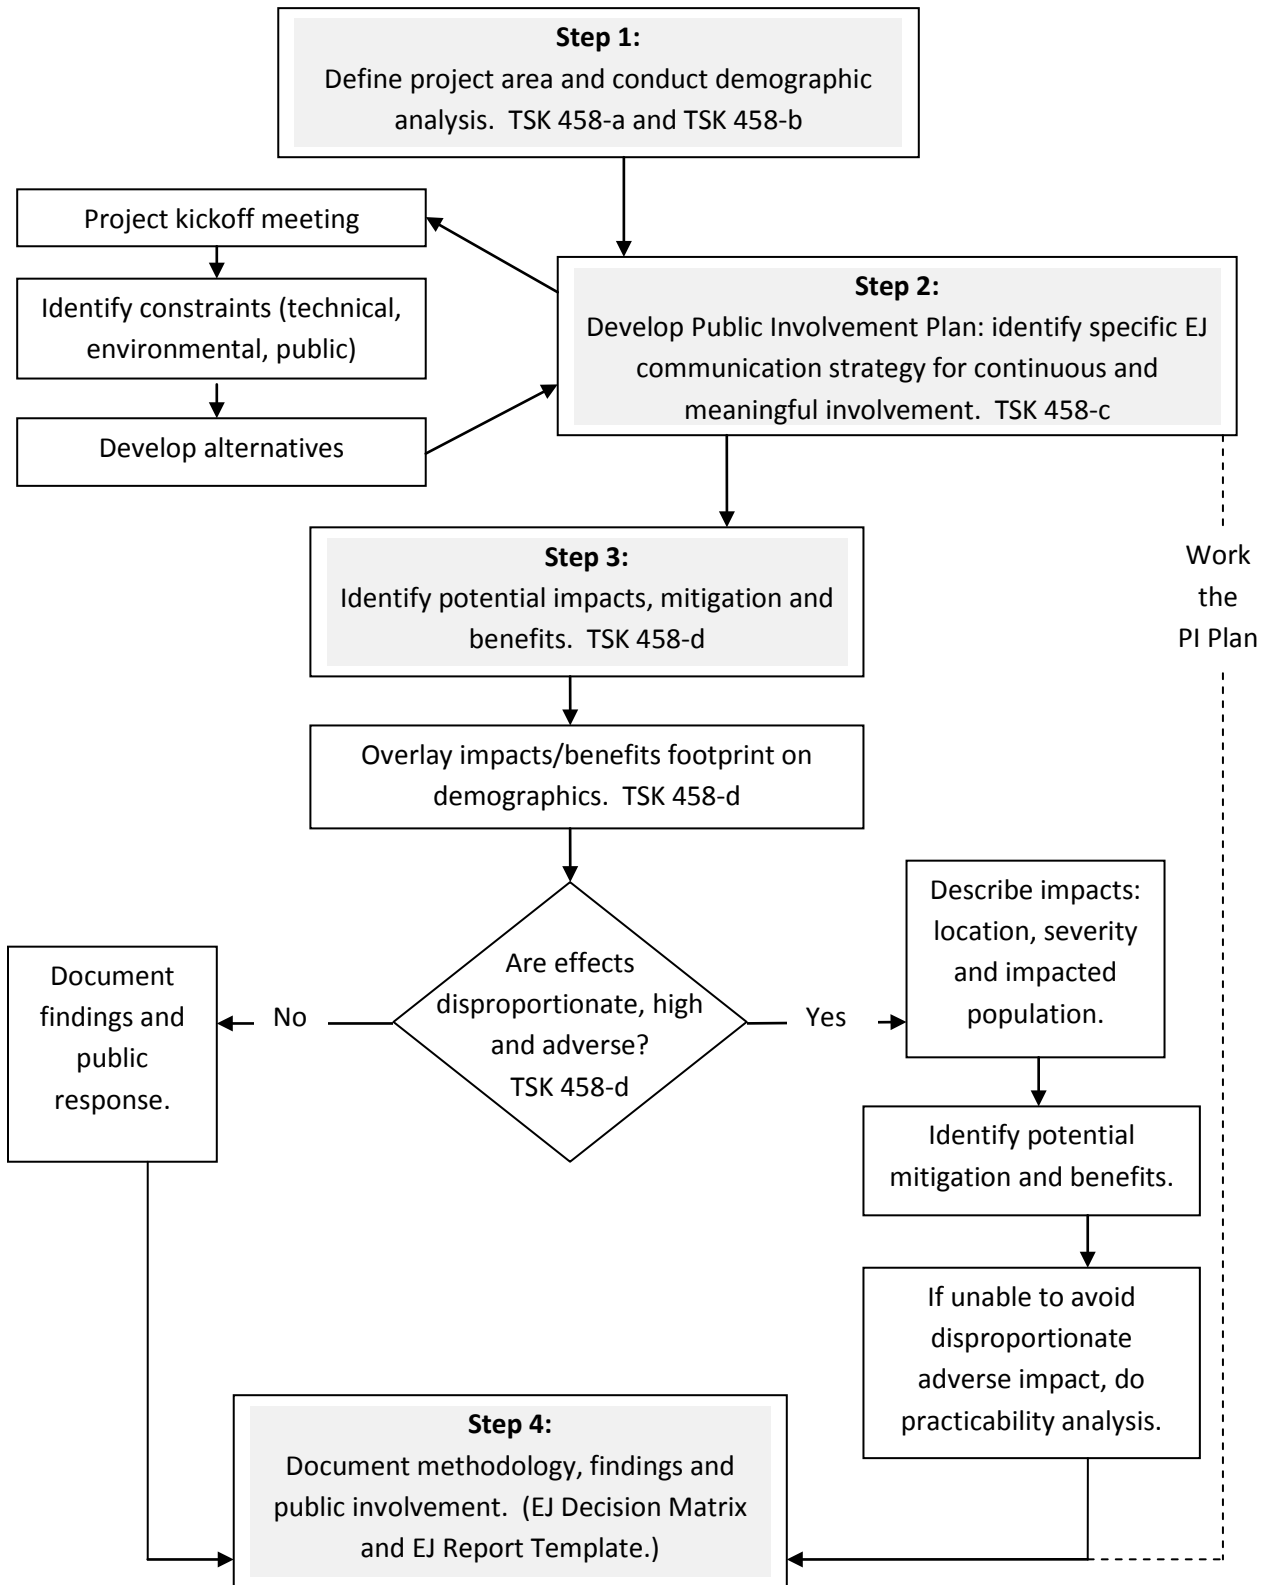 Step 1:
Define project area and conduct demographic
analysis.  TSK 458-a and TSK 458-b
Project kickoff meeting
Identify constraints (technical,
environmental, public)
Develop alternatives
Step 2:
Develop Public Involvement Plan: identify specific EJ
communication strategy for continuous and
meaningful involvement.  TSK 458-c
Work
the
PI Plan
Step 3:
Identify potential impacts, mitigation and
benefits.  TSK 458-d
Overlay impacts/benefits footprint on
demographics.  TSK 458-d
Are effects
disproportionate, high
and adverse?
TSK 458-d
No
Document
findings and
public
response.
Yes
Describe impacts:
location, severity
and impacted
population.
Identify potential
mitigation and benefits.
If unable to avoid
disproportionate
adverse impact, do
practicability analysis.
Step 4:
Document methodology, findings and
public involvement.  (EJ Decision Matrix
and EJ Report Template.)